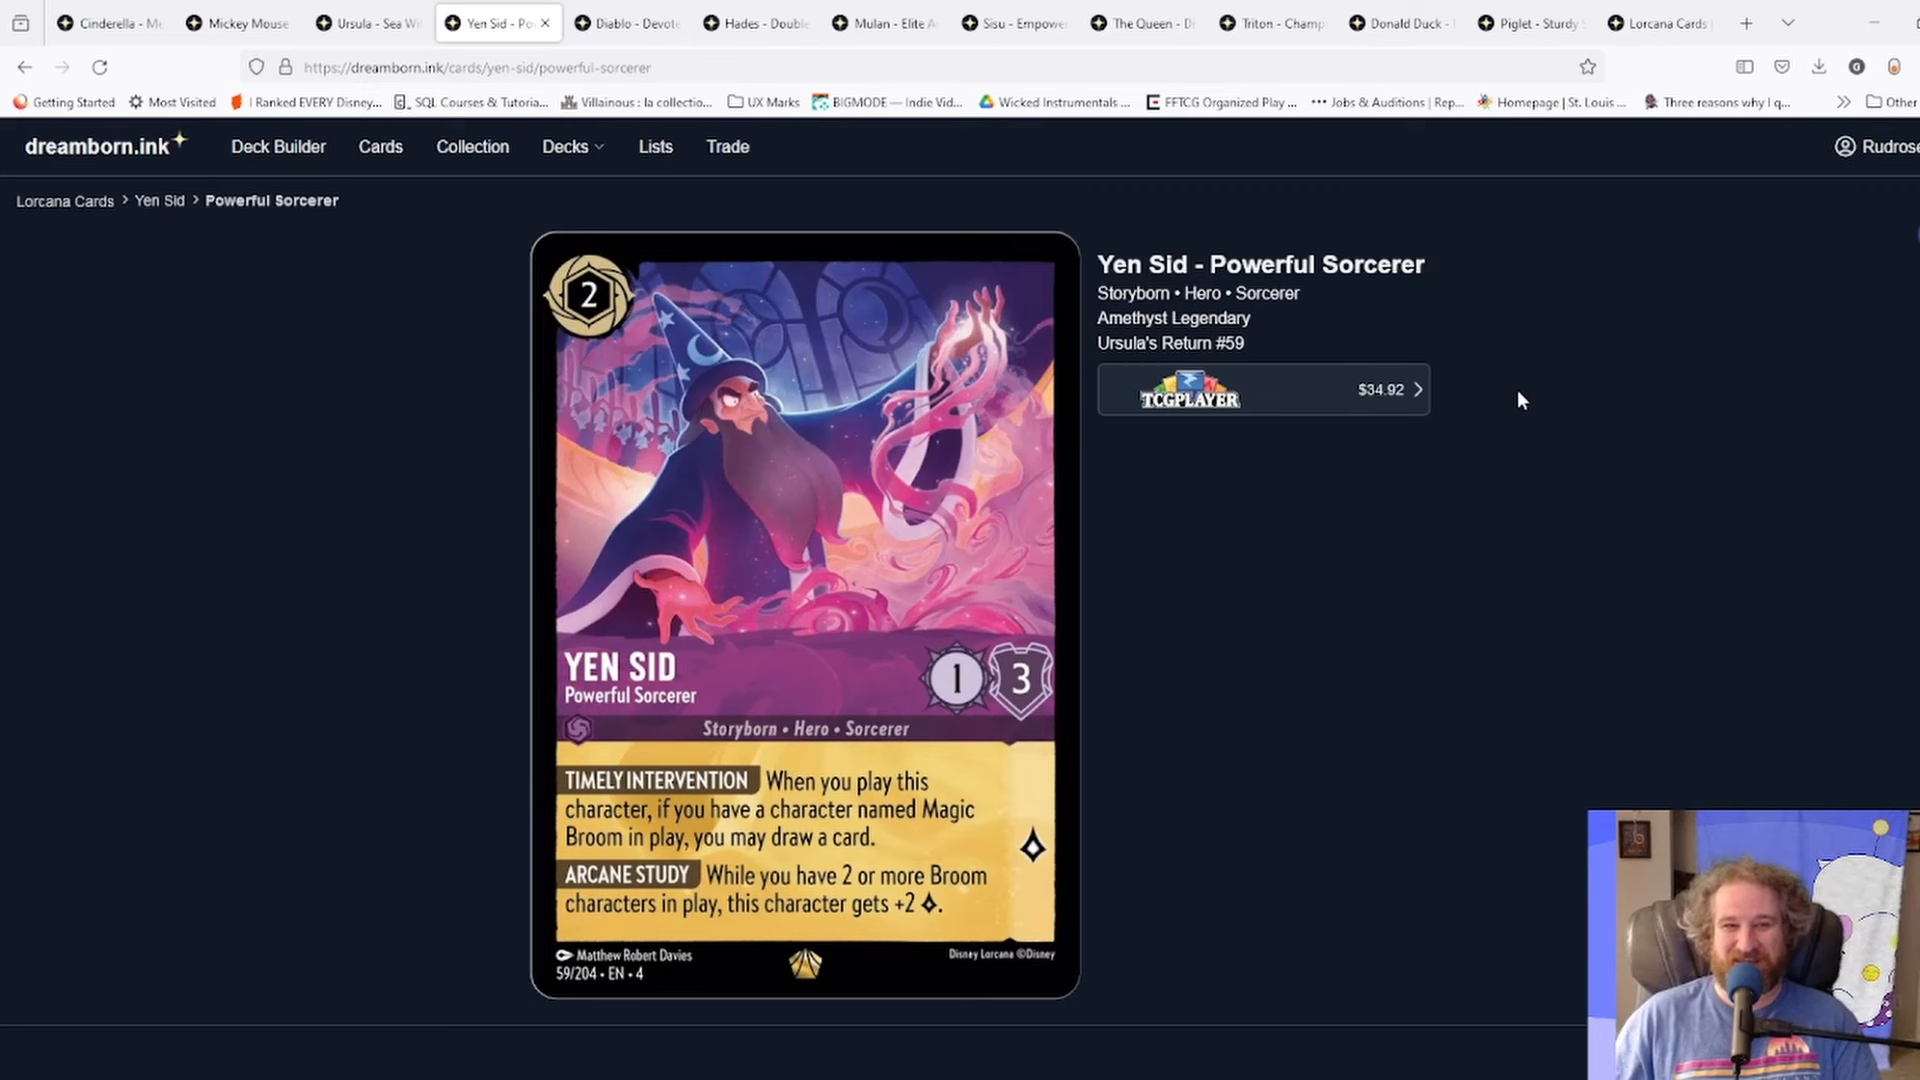 Cinderella - Me
Mickey Mouse
Ursula - Sea Wi
Yen Sid - Po
Diablo - Devote
Hades - Double
Mulan - Elite A
Sisu - Empower
The Queen - Di
Triton - Champ
Donald Duck -
Piglet - Sturdy S
Lorcana Cards |
https://dreamborn.ink/cards/yen-sid/powerful-sorcerer
Getting Started
Most Visited
I Ranked EVERY Disney...
SQL Courses & Tutoria...
Villainous : la collectio...
UX Marks
BIGMODE — Indie Vid...
Wicked Instrumentals ...
FFTCG Organized Play ...
Jobs & Auditions | Rep...
Homepage | St. Louis ...
Three reasons why I q...
Other
dreamborn.ink
Deck Builder
Cards
Collection
Decks
Lists
Trade
Rudrose
Lorcana Cards > Yen Sid > Powerful Sorcerer
2
YEN SID
Powerful Sorcerer
1
3
Storyborn • Hero • Sorcerer
TIMELY INTERVENTION When you play this
character, if you have a character named Magic
Broom in play, you may draw a card.
ARCANE STUDY While you have 2 or more Broom
characters in play, this character gets +2
Matthew Robert Davies
59/204 • EN • 4
Disney Lorcana ©Disney
Yen Sid - Powerful Sorcerer
Storyborn • Hero • Sorcerer
Amethyst Legendary
Ursula's Return #59
TCGPLAYER
$34.92